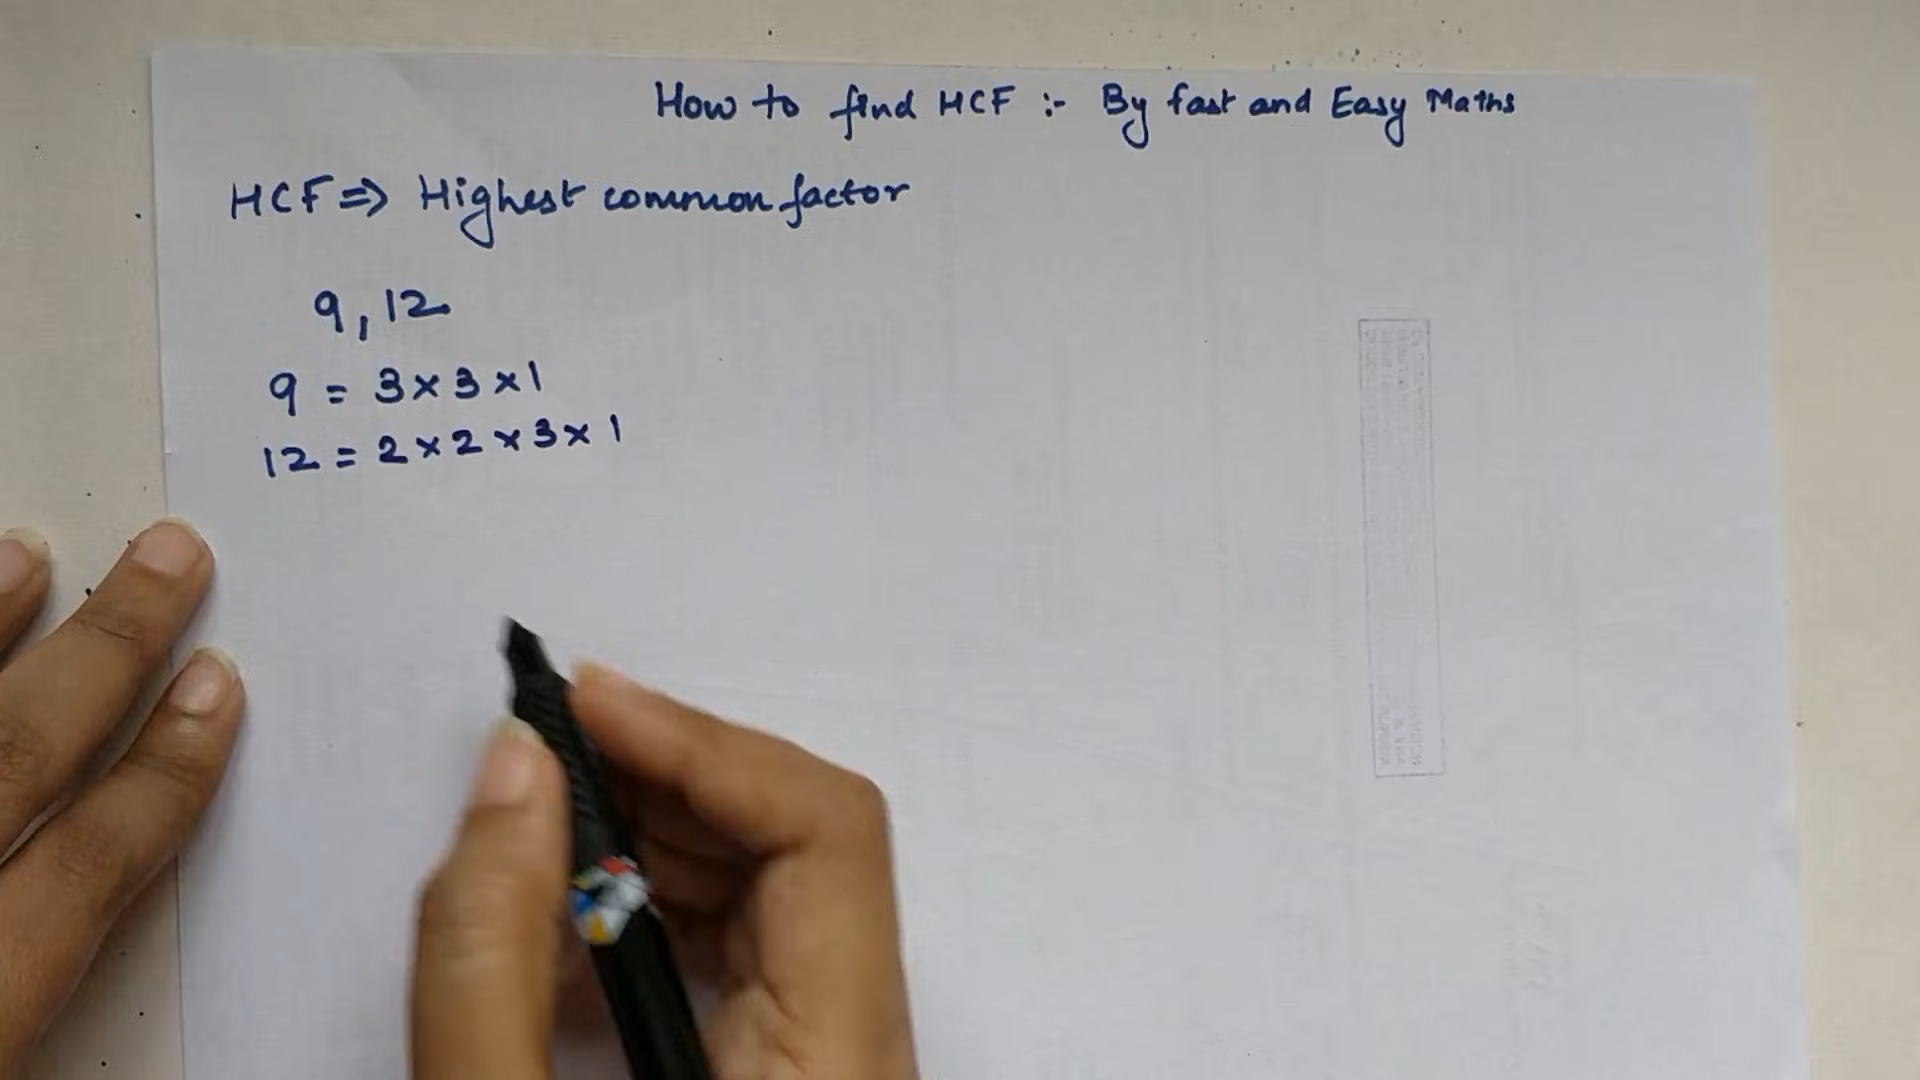 How to find HCF :- By fast and Easy Maths
HCF => Highest common factor
9, 12
9 = 3 × 3 × 1
12 = 2 × 2 × 3 × 1